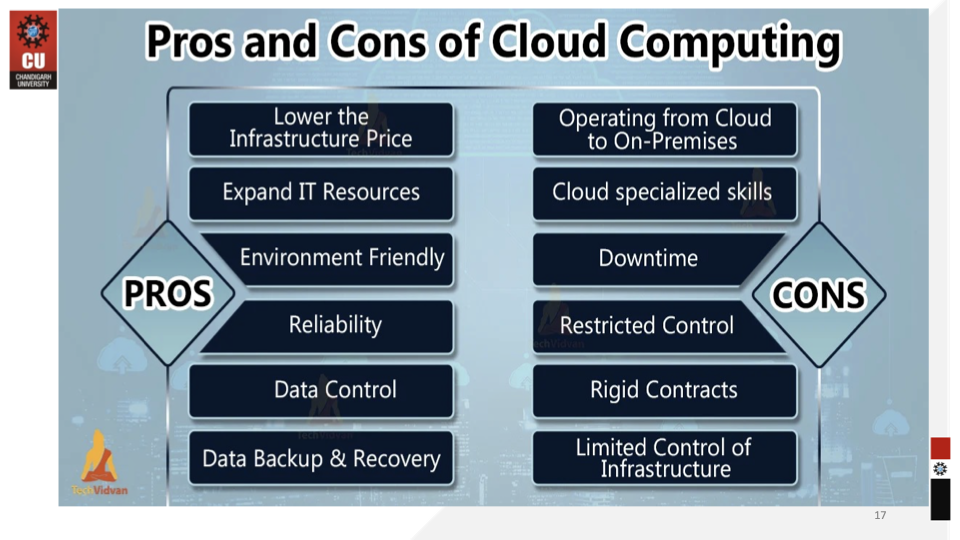 CU
CHANDIGARH
UNIVERSITY
Pros and Cons of Cloud Computing
PROS
Lower the
Infrastructure Price
Expand IT Resources
Environment Friendly
Reliability
Data Control
Data Backup & Recovery
CONS
Operating from Cloud
to On-Premises
Cloud specialized skills
Downtime
Restricted Control
Rigid Contracts
Limited Control of
Infrastructure
TechVidvan
TechVidvan
17